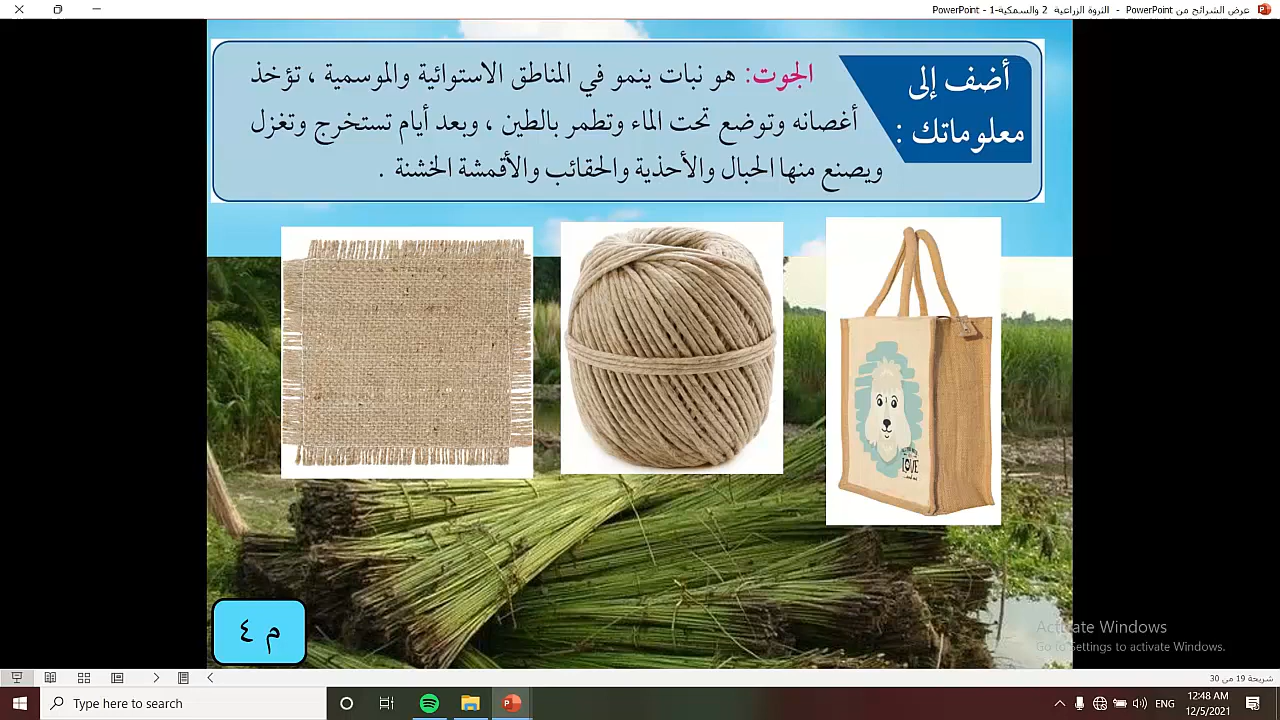 عرض الشرائح من PowerPoint - الثروة الزراعية 2 والسمكية-1 - PowerPoint
أضف إلى
معلوماتك :
الجوت: هو نبات ينمو في المناطق الاستوائية والموسمية ، تؤخذ
أغصانه وتوضع تحت الماء وتطمر بالطين ، وبعد أيام تستخرج وتغزل
ويصنع منها الحبال والأحذية والحقائب والأقمشة الخشنة .
LOVE
م ٤
Activate Windows
Go to Settings to activate Windows.
شريحة 19 من 30
Type here to search
ENG
12:48 AM
12/5/2021